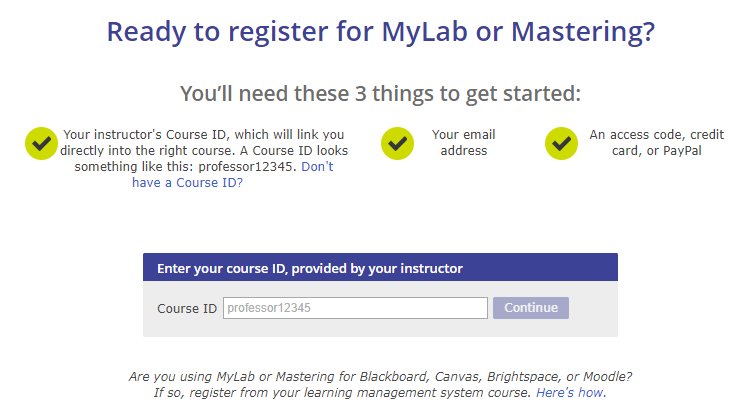 Ready to register for MyLab or Mastering?
You'll need these 3 things to get started:
Your instructor's Course ID, which will link you
directly into the right course. A Course ID looks
something like this: professor12345. Don't
have a Course ID?
Your email
address
An access code, credit
card, or PayPal
Enter your course ID, provided by your instructor
Course ID professor12345 Continue
Are you using MyLab or Mastering for Blackboard, Canvas, Brightspace, or Moodle?
If so, register from your learning management system course. Here's how.